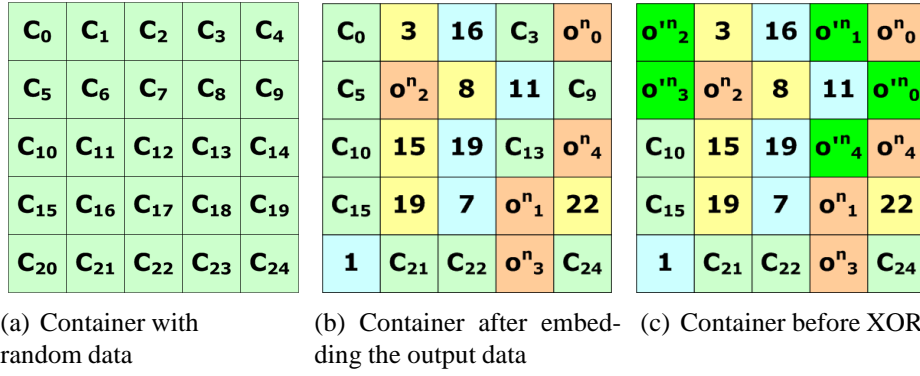 C₀ C₁ C₂ C₃ C₄
C₅ C₆ C₇ C₈ C₉
C₁₀ C₁₁ C₁₂ C₁₃ C₁₄
C₁₅ C₁₆ C₁₇ C₁₈ C₁₉
C₂₀ C₂₁ C₂₂ C₂₃ C₂₄
(a) Container with
random data
C₀ 3 16 C₃ oⁿ₀
C₅ oⁿ₂ 8 11 C₉
C₁₀ 15 19 C₁₃ oⁿ₄
C₁₅ 19 7 oⁿ₁ 22
1 C₂₁ C₂₂ oⁿ₃ C₂₄
(b) Container after embed-
ding the output data
o'ⁿ₂ 3 16 o'ⁿ₁ oⁿ₀
o'ⁿ₃ oⁿ₂ 8 11 o'ⁿ₀
C₁₀ 15 19 o'ⁿ₄ oⁿ₄
C₁₅ 19 7 oⁿ₁ 22
1 C₂₁ C₂₂ oⁿ₃ C₂₄
(c) Container before XOR